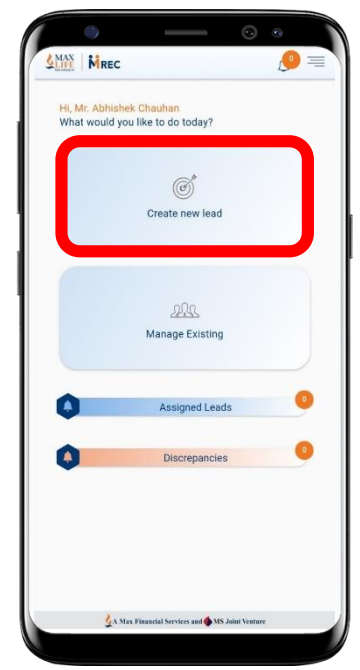 MAX
LIFE
MREC
0
Hi, Mr. Abhishek Chauhan
What would you like to do today?
Create new lead
Manage Existing
Assigned Leads
0
Discrepancies
0
A Max Financial Services and MS Joint Venture